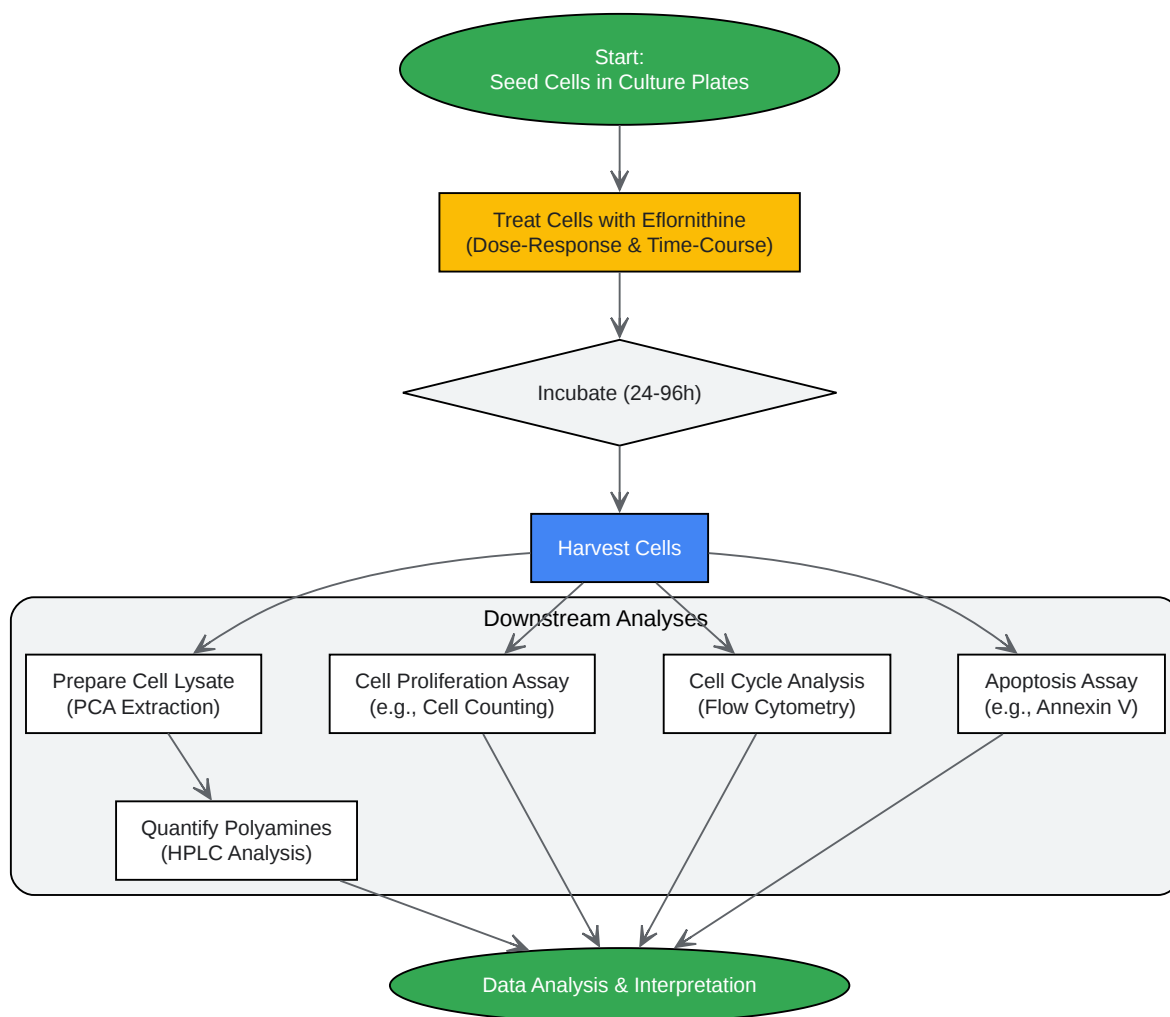 Start:
Seed Cells in Culture Plates
Treat Cells with Eflornithine
(Dose-Response & Time-Course)
Incubate (24-96h)
Harvest Cells
Downstream Analyses
Prepare Cell Lysate
(PCA Extraction)
Cell Proliferation Assay
(e.g., Cell Counting)
Cell Cycle Analysis
(Flow Cytometry)
Apoptosis Assay
(e.g., Annexin V)
Quantify Polyamines
(HPLC Analysis)
Data Analysis & Interpretation